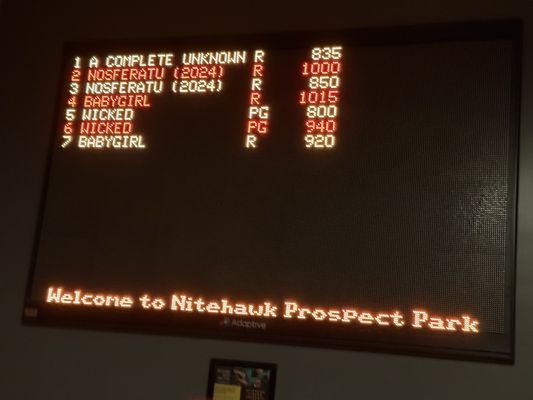 1 A COMPLETE UNKNOWN R 835
2 NOSFERATU (2024) R 1000
3 NOSFERATU (2024) R 850
4 BABYGIRL R 1015
5 WICKED PG 800
6 WICKED PG 940
7 BABYGIRL R 920
Welcome to Nitehawk Prospect Park
Adaptive